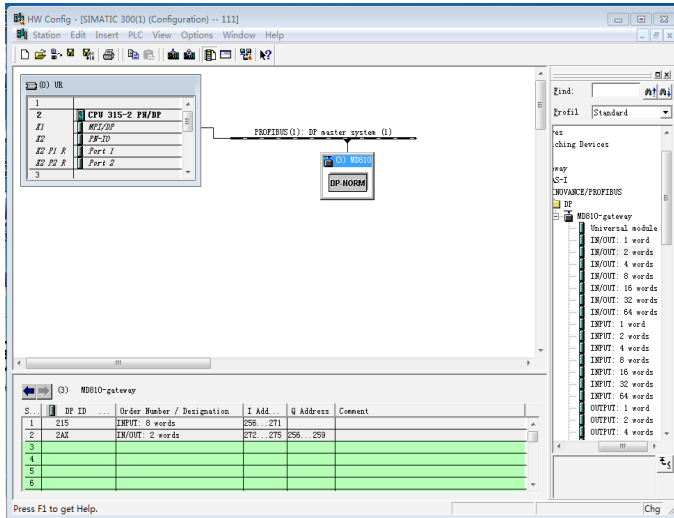 HW Config - [SIMATIC 300(1) (Configuration) -- 111]
Station Edit Insert PLC View Options Window Help
(0) UR
1
2 CPU 315-2 PN/DP
X1 MPI/DP
X2 PN-IO
X2 P1 R Port 1
X2 P2 R Port 2
3
PROFIBUS(1): DP master system (1)
(3) MD810
DP-NORM
Find:
Profil Standard
ching Devices
way
AS-I
INOVANCE/PROFIBUS
DP
MD810-gateway
Universal module
IN/OUT: 1 word
IN/OUT: 2 words
IN/OUT: 4 words
IN/OUT: 8 words
IN/OUT: 16 words
IN/OUT: 32 words
IN/OUT: 64 words
INPUT: 1 word
INPUT: 2 words
INPUT: 4 words
INPUT: 8 words
INPUT: 16 words
INPUT: 32 words
INPUT: 64 words
OUTPUT: 1 word
OUTPUT: 2 words
OUTPUT: 4 words
(3) MD810-gateway
S... DP ID ... Order Number / Designation I Add... Q Address Comment
1 215 INPUT: 8 words 256...271
2 2AX IN/OUT: 2 words 272...275 256...259
3
4
5
6
Press F1 to get Help.
Chg